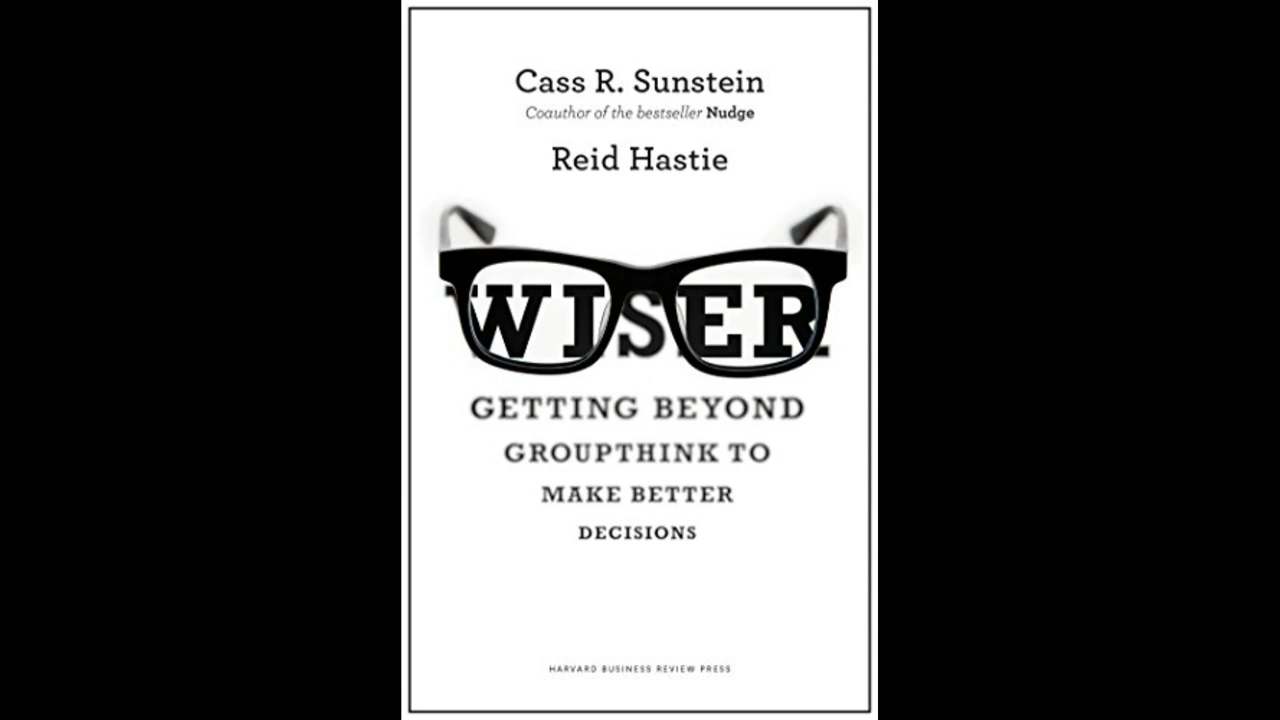 Cass R. Sunstein
Coauthor of the bestseller Nudge
Reid Hastie
WISER
GETTING BEYOND
GROUPTHINK TO
MAKE BETTER
DECISIONS
HARVARD BUSINESS REVIEW PRESS